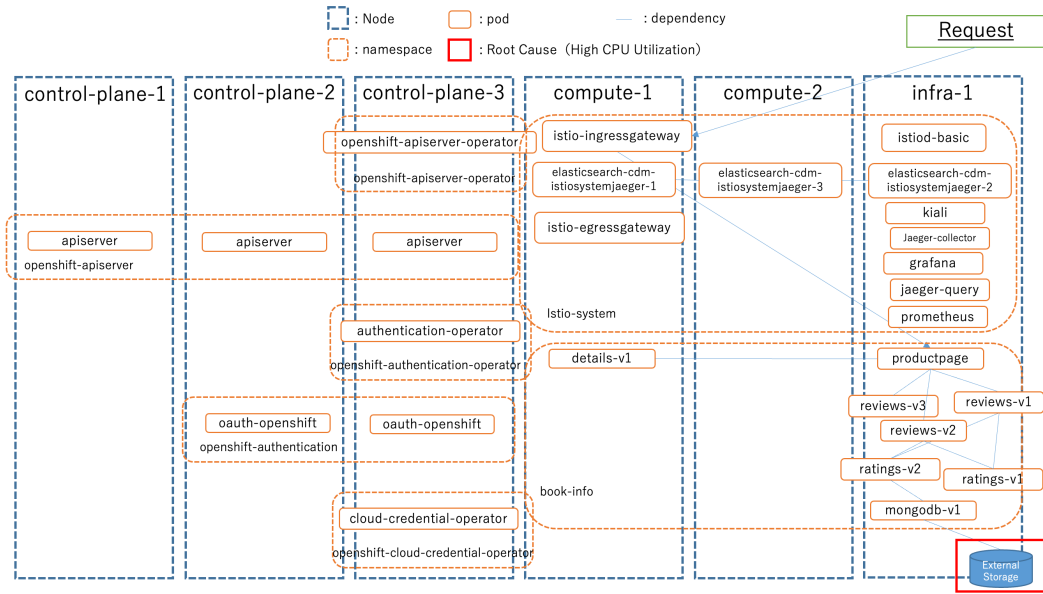 : Node
: pod
: dependency
: namespace
: Root Cause（High CPU Utilization）
Request
control-plane-1
control-plane-2
control-plane-3
compute-1
compute-2
infra-1
openshift-apiserver-operator
openshift-apiserver-operator
istio-ingressgateway
istiod-basic
elasticsearch-cdm-
istiosystemjaeger-1
elasticsearch-cdm-
istiosystemjaeger-3
elasticsearch-cdm-
istiosystemjaeger-2
kiali
istio-egressgateway
Jaeger-collector
apiserver
apiserver
apiserver
openshift-apiserver
grafana
jaeger-query
Istio-system
prometheus
authentication-operator
openshift-authentication-operator
details-v1
productpage
reviews-v3
reviews-v1
reviews-v2
oauth-openshift
oauth-openshift
openshift-authentication
ratings-v2
ratings-v1
book-info
mongodb-v1
cloud-credential-operator
openshift-cloud-credential-operator
External
Storage